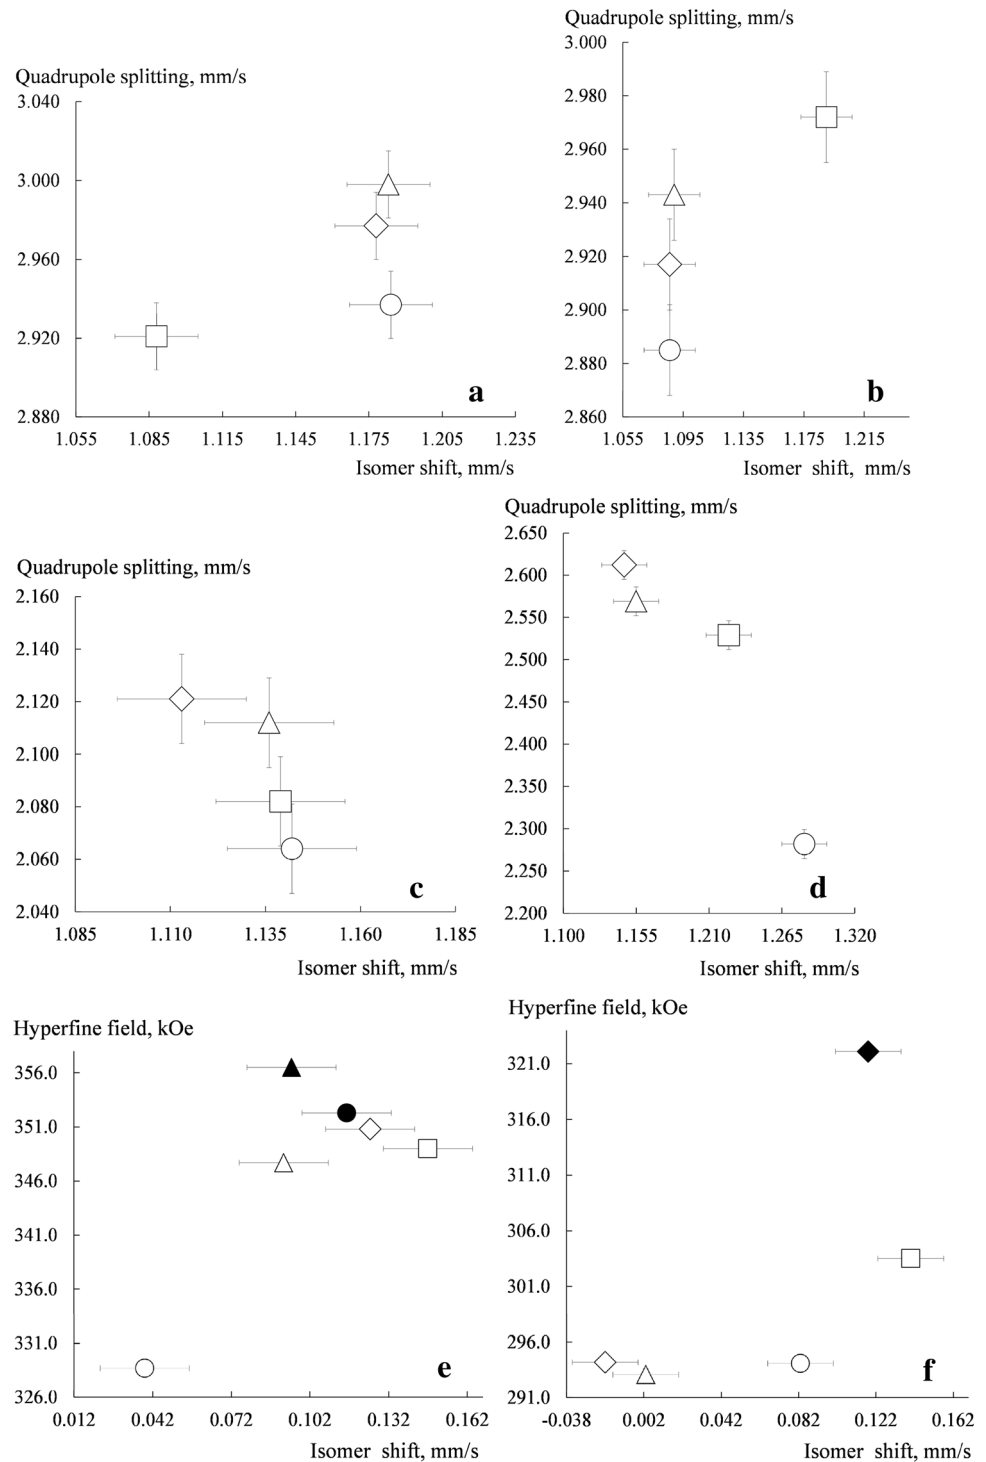 Quadrupole splitting, mm/s
3.040
3.000
2.960
2.920
2.880
1.055 1.085 1.115 1.145 1.175 1.205 1.235
Isomer shift, mm/s
a
Quadrupole splitting, mm/s
3.000
2.980
2.960
2.940
2.920
2.900
2.880
2.860
1.055 1.095 1.135 1.175 1.215
Isomer shift, mm/s
b
Quadrupole splitting, mm/s
2.160
2.140
2.120
2.100
2.080
2.060
2.040
1.085 1.110 1.135 1.160 1.185
Isomer shift, mm/s
c
Quadrupole splitting, mm/s
2.650
2.600
2.550
2.500
2.450
2.400
2.350
2.300
2.250
2.200
1.100 1.155 1.210 1.265 1.320
Isomer shift, mm/s
d
Hyperfine field, kOe
356.0
351.0
346.0
341.0
336.0
331.0
326.0
0.012 0.042 0.072 0.102 0.132 0.162
Isomer shift, mm/s
e
Hyperfine field, kOe
321.0
316.0
311.0
306.0
301.0
296.0
291.0
-0.038 0.002 0.042 0.082 0.122 0.162
Isomer shift, mm/s
f